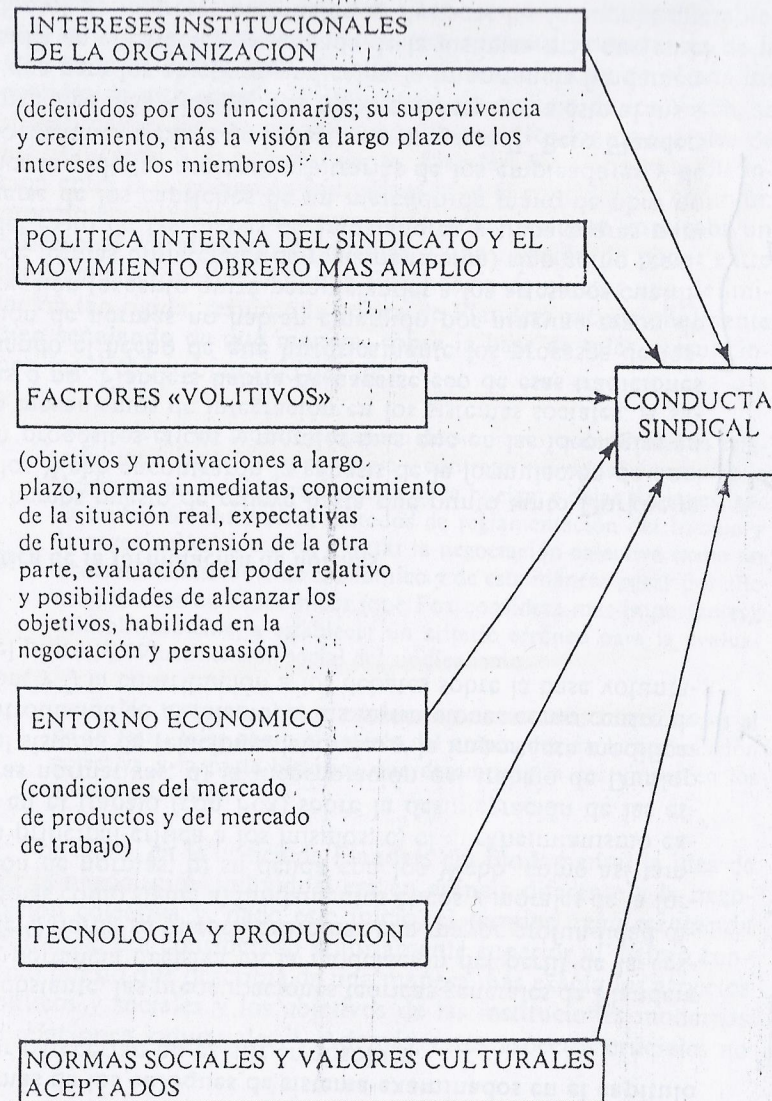 INTERESES INSTITUCIONALES
DE LA ORGANIZACION
(defendidos por los funcionarios; su supervivencia
y crecimiento, más la visión a largo plazo de los
intereses de los miembros)
POLITICA INTERNA DEL SINDICATO Y EL
MOVIMIENTO OBRERO MAS AMPLIO
FACTORES «VOLITIVOS»
(objetivos y motivaciones a largo
plazo, normas inmediatas, conocimiento
de la situación real, expectativas
de futuro, comprensión de la otra
parte, evaluación del poder relativo
y posibilidades de alcanzar los
objetivos, habilidad en la
negociación y persuasión)
ENTORNO ECONOMICO
(condiciones del mercado
de productos y del mercado
de trabajo)
TECNOLOGIA Y PRODUCCION
NORMAS SOCIALES Y VALORES CULTURALES
ACEPTADOS
CONDUCTA
SINDICAL